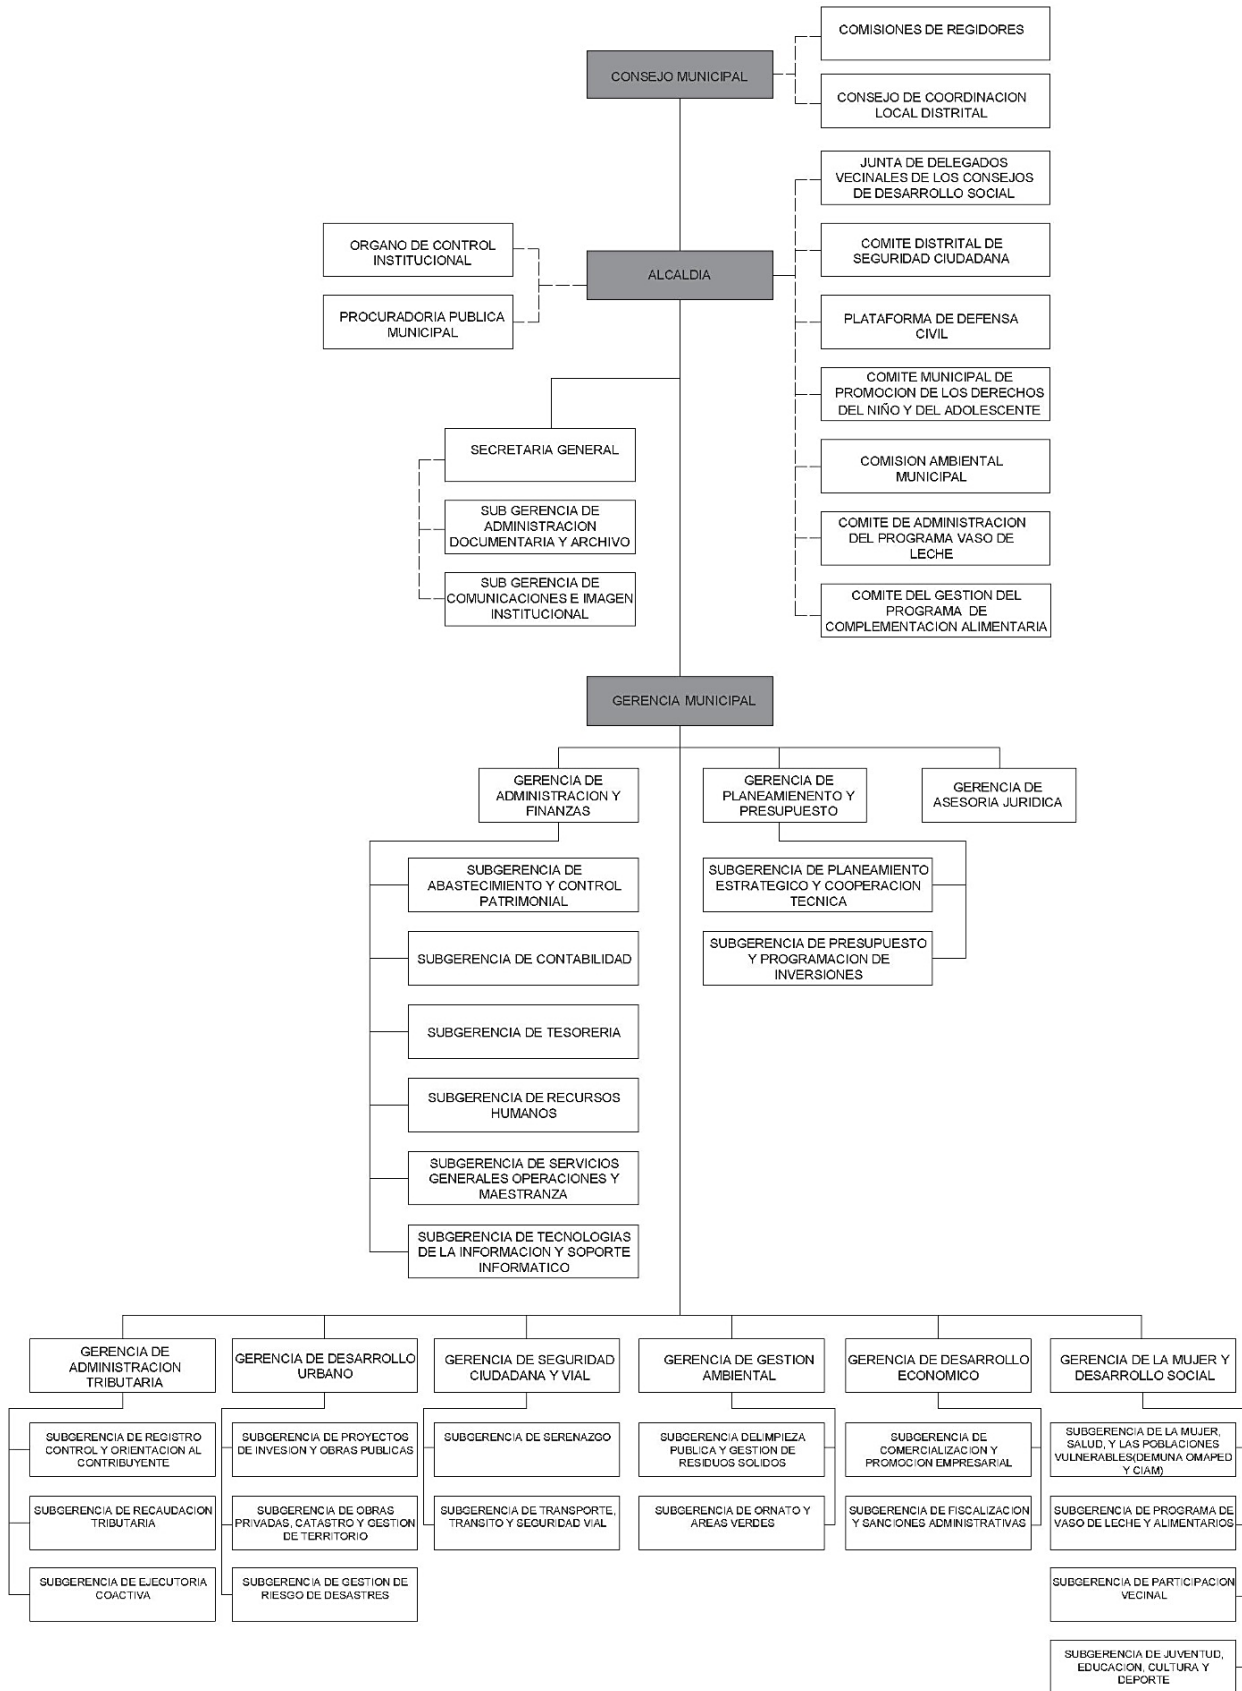 COMISIONES DE REGIDORES
CONSEJO MUNICIPAL
CONSEJO DE COORDINACION
LOCAL DISTRITAL
JUNTA DE DELEGADOS
VECINALES DE LOS CONSEJOS
DE DESARROLLO SOCIAL
ORGANO DE CONTROL
INSTITUCIONAL
PROCURADORIA PUBLICA
MUNICIPAL
ALCALDIA
COMITE DISTRITAL DE
SEGURIDAD CIUDADANA
PLATAFORMA DE DEFENSA
CIVIL
COMITE MUNICIPAL DE
PROMOCION DE LOS DERECHOS
DEL NIÑO Y DEL ADOLESCENTE
COMISION AMBIENTAL
MUNICIPAL
COMITE DE ADMINISTRACION
DEL PROGRAMA VASO DE
LECHE
COMITE DEL GESTION DEL
PROGRAMA DE
COMPLEMENTACION ALIMENTARIA
SECRETARIA GENERAL
SUB GERENCIA DE
ADMINISTRACION
DOCUMENTARIA Y ARCHIVO
SUB GERENCIA DE
COMUNICACIONES E IMAGEN
INSTITUCIONAL
GERENCIA MUNICIPAL
GERENCIA DE
ADMINISTRACION Y
FINANZAS
GERENCIA DE
PLANEAMIENENTO Y
PRESUPUESTO
GERENCIA DE
ASESORIA JURIDICA
SUBGERENCIA DE
ABASTECIMIENTO Y CONTROL
PATRIMONIAL
SUBGERENCIA DE CONTABILIDAD
SUBGERENCIA DE TESORERIA
SUBGERENCIA DE RECURSOS
HUMANOS
SUBGERENCIA DE SERVICIOS
GENERALES OPERACIONES Y
MAESTRANZA
SUBGERENCIA DE TECNOLOGIAS
DE LA INFORMACION Y SOPORTE
INFORMATICO
SUBGERENCIA DE PLANEAMIENTO
ESTRATEGICO Y COOPERACION
TECNICA
SUBGERENCIA DE PRESUPUESTO
Y PROGRAMACION DE
INVERSIONES
GERENCIA DE
ADMINISTRACION
TRIBUTARIA
SUBGERENCIA DE REGISTRO
CONTROL Y ORIENTACION AL
CONTRIBUYENTE
SUBGERENCIA DE RECAUDACION
TRIBUTARIA
SUBGERENCIA DE EJECUTORIA
COACTIVA
GERENCIA DE DESARROLLO
URBANO
SUBGERENCIA DE PROYECTOS
DE INVESION Y OBRAS PUBLICAS
SUBGERENCIA DE OBRAS
PRIVADAS, CATASTRO Y GESTION
DE TERRITORIO
SUBGERENCIA DE GESTION DE
RIESGO DE DESASTRES
GERENCIA DE SEGURIDAD
CIUDADANA Y VIAL
SUBGERENCIA DE SERENAZGO
SUBGERENCIA DE TRANSPORTE,
TRANSITO Y SEGURIDAD VIAL
GERENCIA DE GESTION
AMBIENTAL
SUBGERENCIA DELIMPIEZA
PUBLICA Y GESTION DE
RESIDUOS SOLIDOS
SUBGERENCIA DE ORNATO Y
AREAS VERDES
GERENCIA DE DESARROLLO
ECONOMICO
SUBGERENCIA DE
COMERCIALIZACION Y
PROMOCION EMPRESARIAL
SUBGERENCIA DE FISCALIZACION
Y SANCIONES ADMINISTRATIVAS
GERENCIA DE LA MUJER Y
DESARROLLO SOCIAL
SUBGERENCIA DE LA MUJER,
SALUD, Y LAS POBLACIONES
VULNERABLES(DEMUNA OMAPED
Y CIAM)
SUBGERENCIA DE PROGRAMA DE
VASO DE LECHE Y ALIMENTARIOS
SUBGERENCIA DE PARTICIPACION
VECINAL
SUBGERENCIA DE JUVENTUD,
EDUCACION, CULTURA Y
DEPORTE